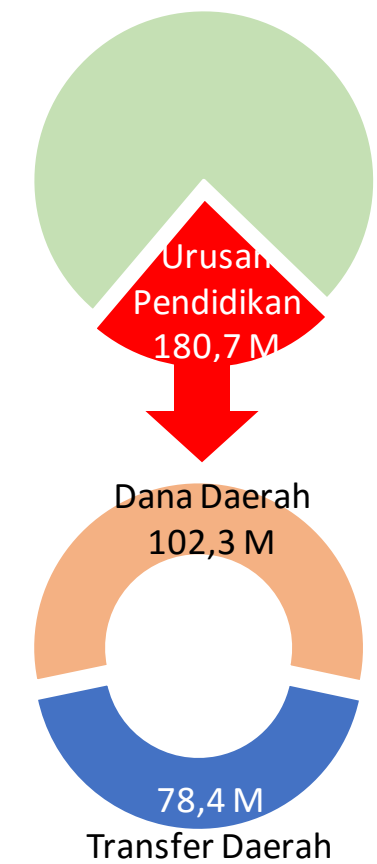 Urusan
Pendidikan
180,7 M
Dana Daerah
102,3 M
78,4 M
Transfer Daerah